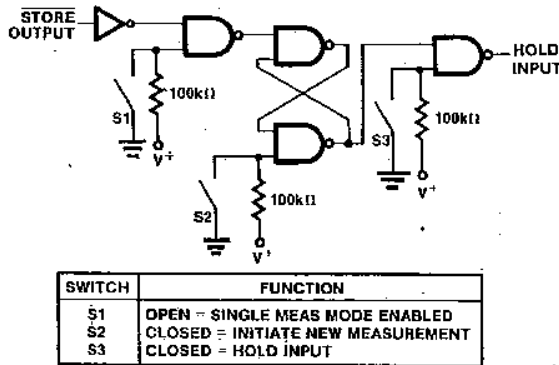 STORE
OUTPUT
HOLD
INPUT
100kΩ
S1
V+
100kΩ
S3
V+
100kΩ
S2
V+
SWITCH FUNCTION
S1 OPEN = SINGLE MEAS MODE ENABLED
S2 CLOSED = INITIATE NEW MEASUREMENT
S3 CLOSED = HOLD INPUT